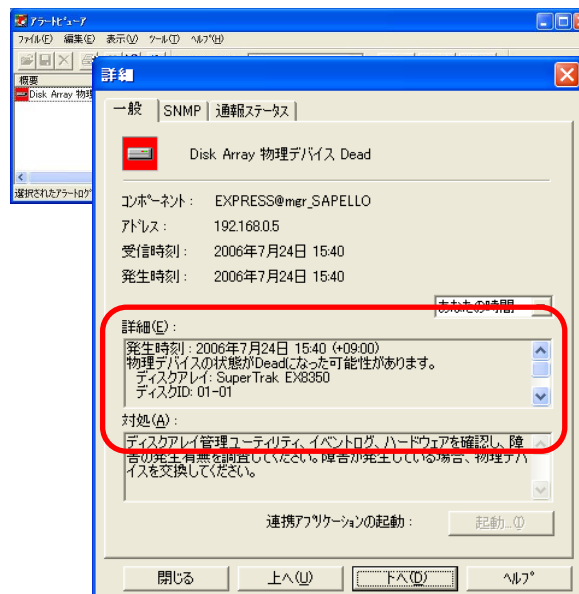 アラートビューア
ファイル(F) 編集(E) 表示(V) ツール(T) ヘルプ(H)
概要
Disk Array 物理
選択されたアラートログ
詳細
一般 SNMP 通報ステータス
Disk Array 物理デバイス Dead
コンポーネント: EXPRESS@mgr_SAPELLO
アドレス: 192.168.0.5
受信時刻: 2006年7月24日 15:40
発生時刻: 2006年7月24日 15:40
あなたの時間
詳細(E):
発生時刻 : 2006年7月24日 15:40 (+09:00)
物理デバイスの状態がDeadになった可能性があります。
ディスクアレイ: SuperTrak EX8350
ディスクID: 01-01
対処(A):
ディスクアレイ管理ユーティリティ、イベントログ、ハードウェアを確認し、障
害の発生有無を調査してください。障害が発生している場合、物理デバ
イスを交換してください。
連携アプリケーションの起動: 起動...(I)
閉じる 上へ(U) 下へ(D) ヘルプ